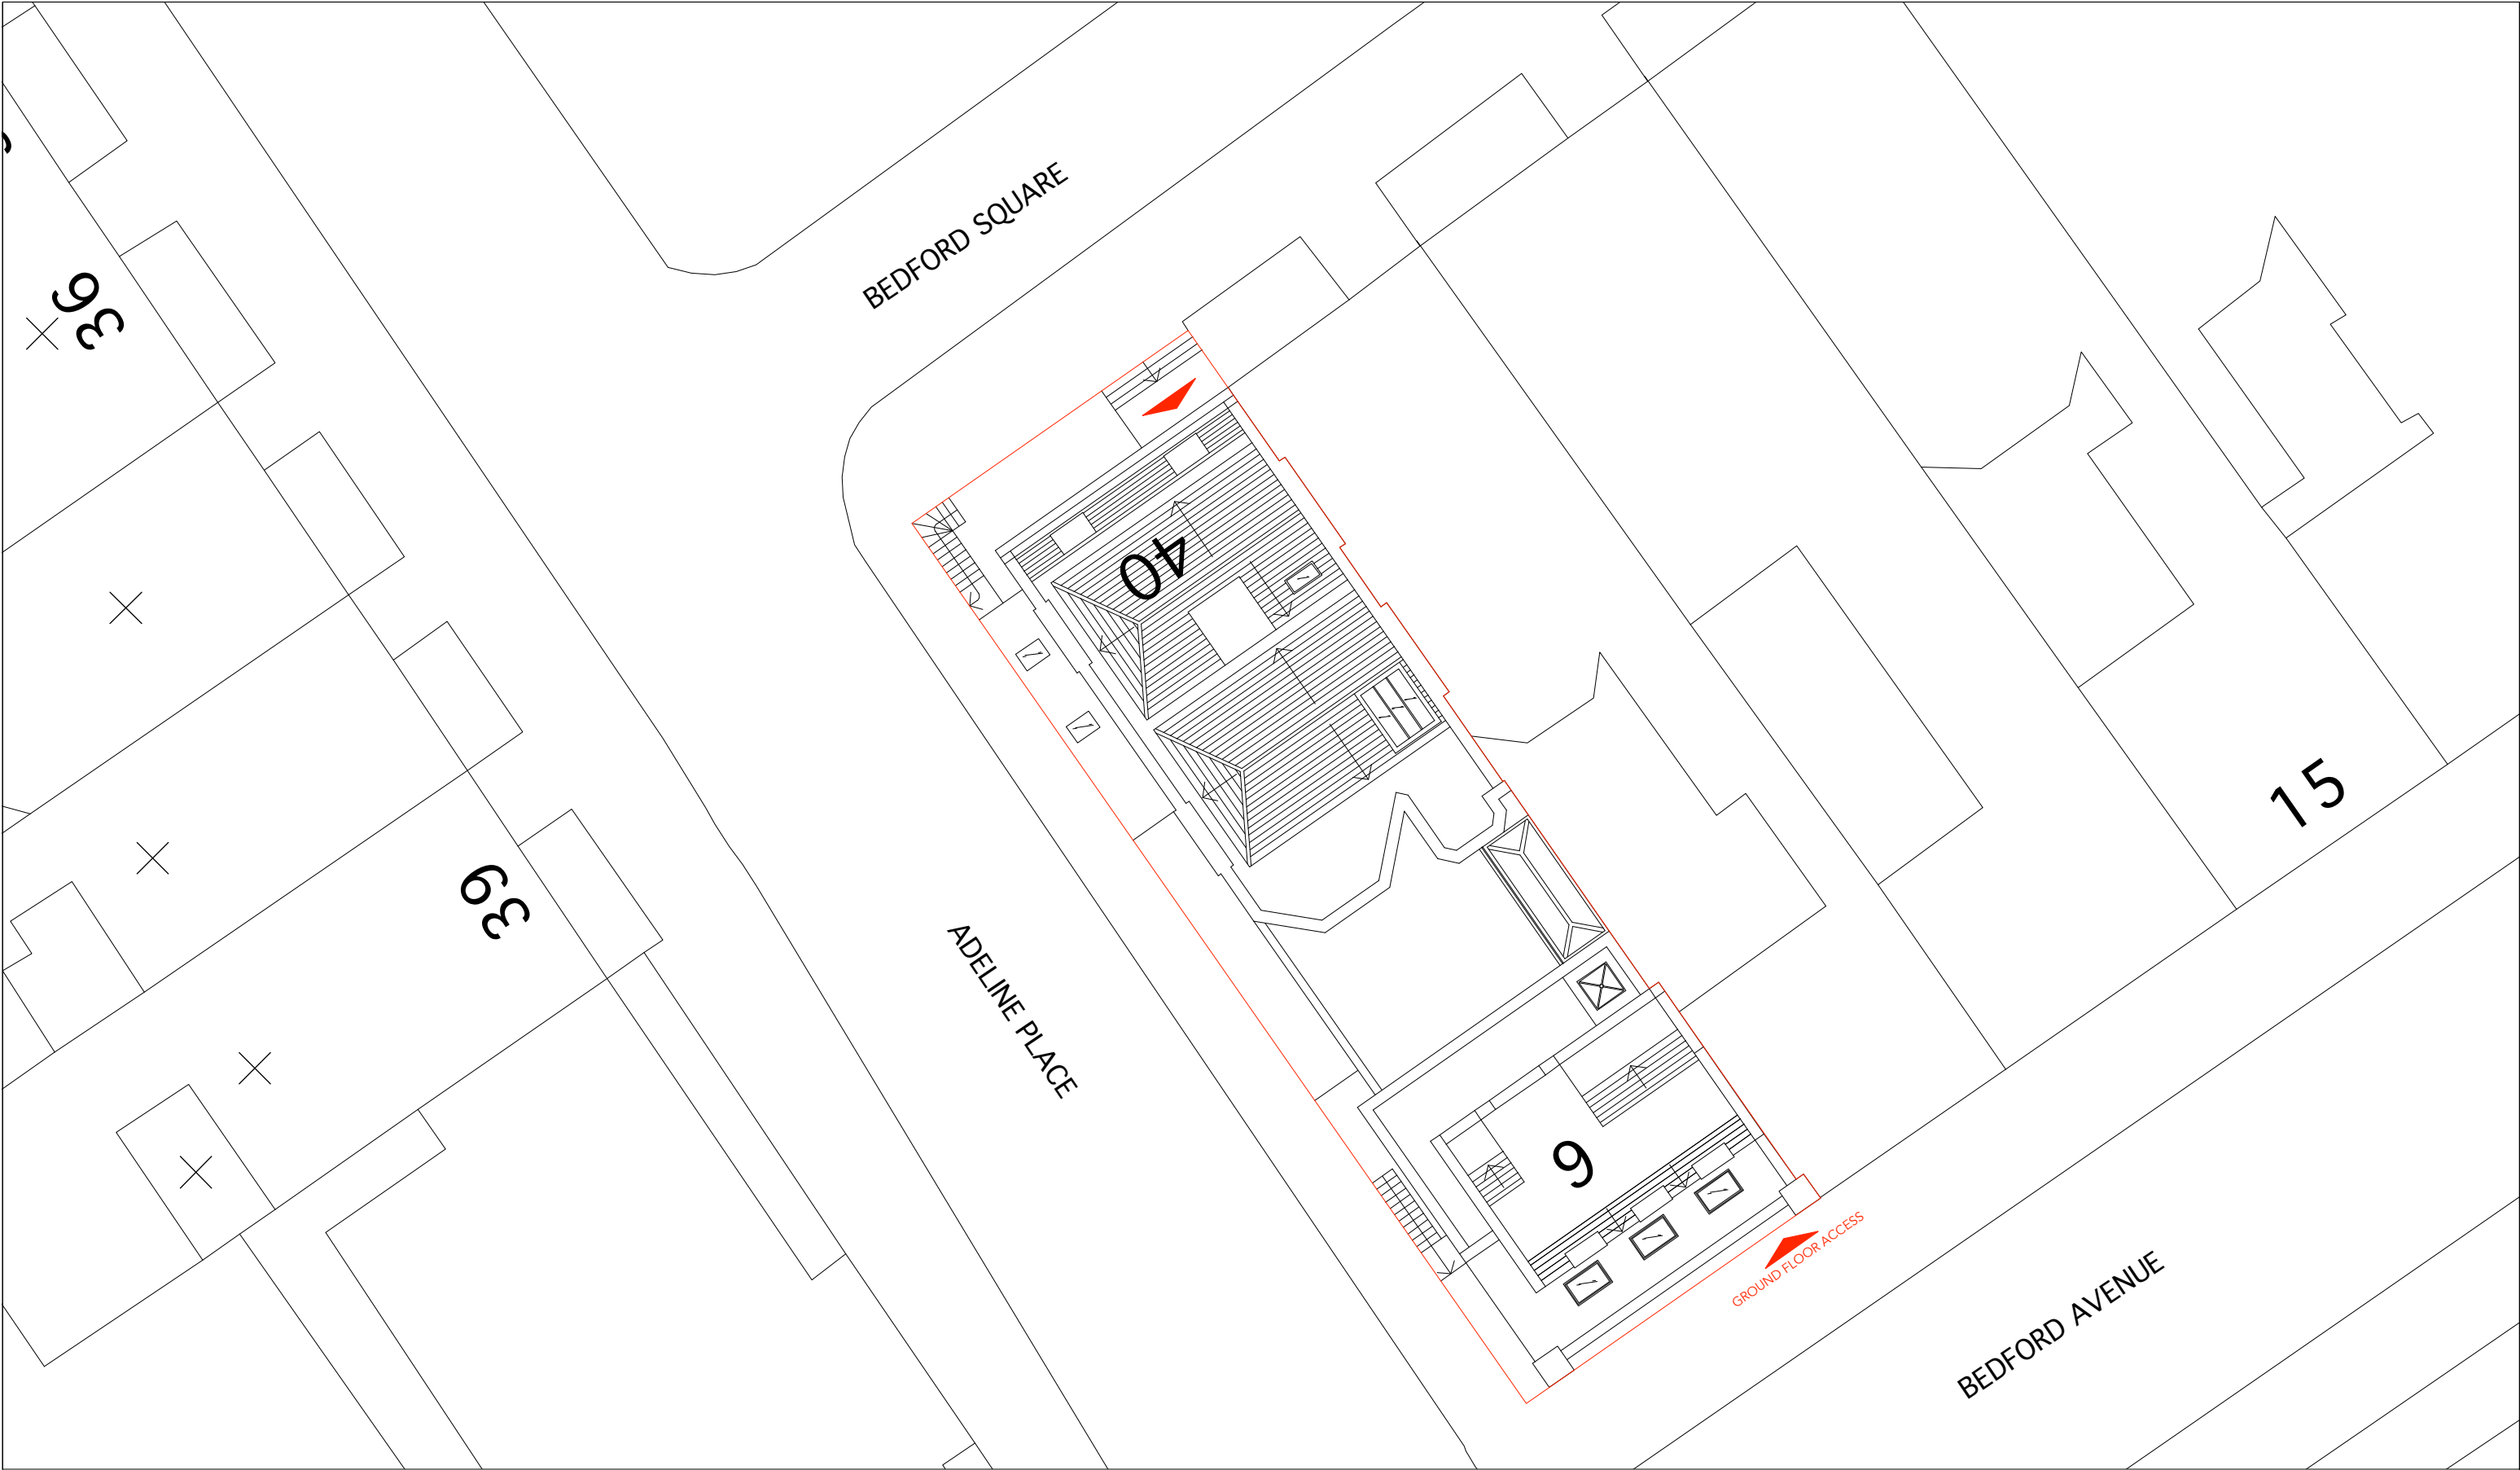 BEDFORD SQUARE
36
40
15
39
ADELINE PLACE
9
GROUND FLOOR ACCESS
BEDFORD AVENUE